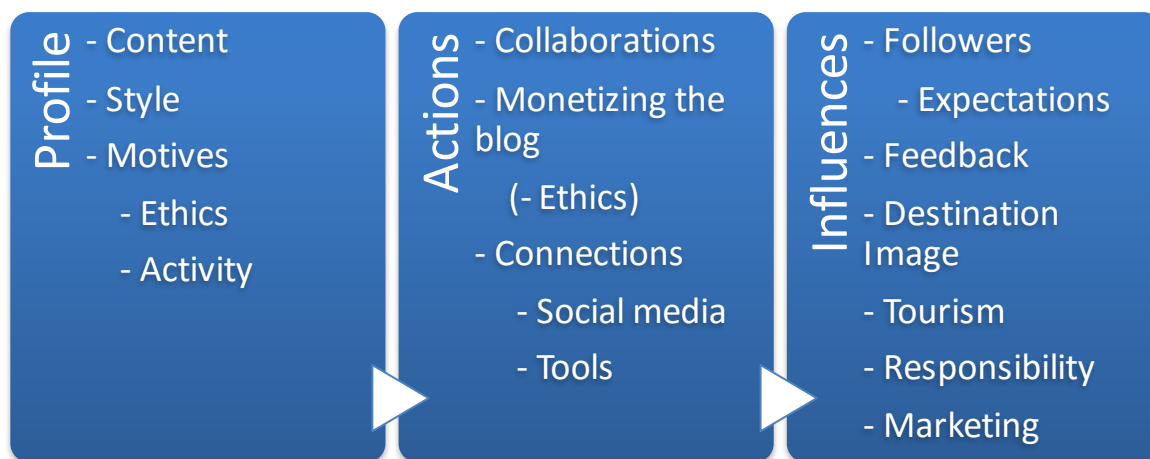 Profile
- Content
- Style
- Motives
- Ethics
- Activity
Actions
- Collaborations
- Monetizing the
blog
(- Ethics)
- Connections
- Social media
- Tools
Influences
- Followers
- Expectations
- Feedback
- Destination
Image
- Tourism
- Responsibility
- Marketing